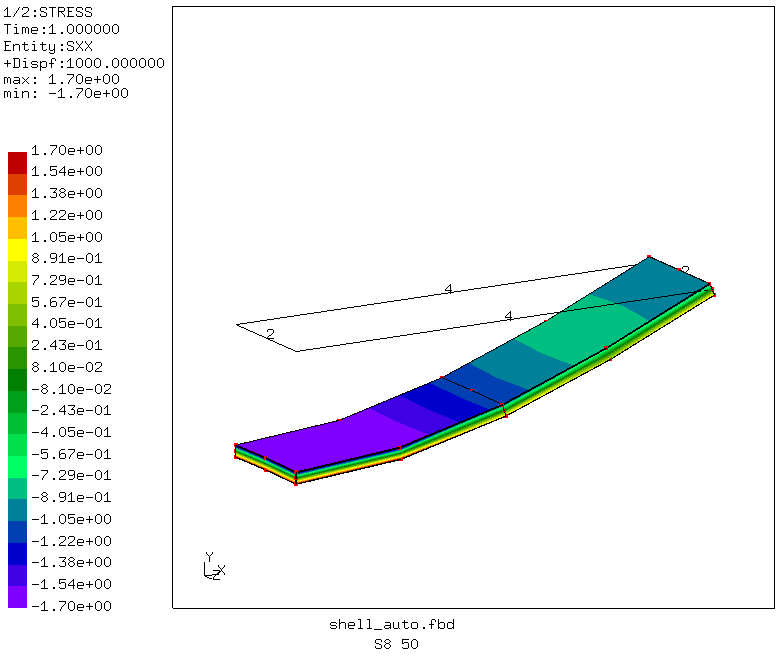 1/2:STRESS
Time:1.000000
Entity:SXX
+Dispf:1000.000000
max: 1.70e+00
min: -1.70e+00
1.70e+00
1.54e+00
1.38e+00
1.22e+00
1.05e+00
8.91e-01
7.29e-01
5.67e-01
4.05e-01
2.43e-01
8.10e-02
-8.10e-02
-2.43e-01
-4.05e-01
-5.67e-01
-7.29e-01
-8.91e-01
-1.05e+00
-1.22e+00
-1.38e+00
-1.54e+00
-1.70e+00
2
4
4
2
Y
X
Z
shell_auto.fbd
S8 50